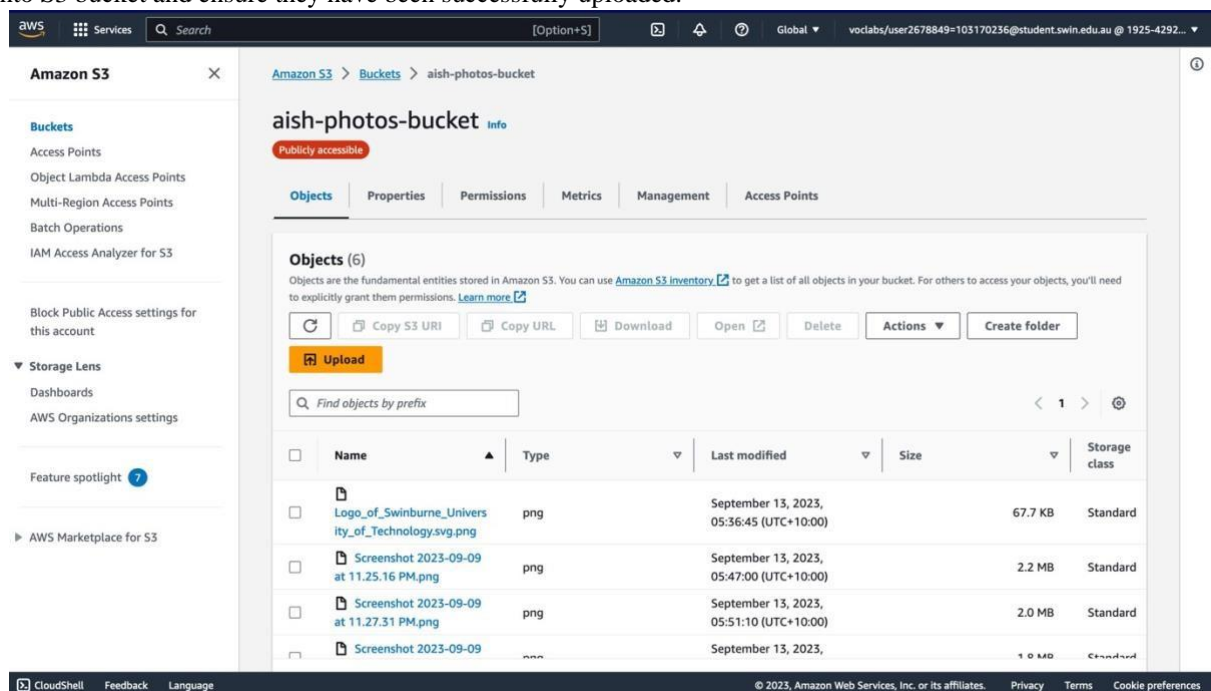 into S3 bucket and ensure they have been successfully uploaded.
aws Services Search [Option+S] Global voclabs/user2678849=103170236@student.swin.edu.au @ 1925-4292...
Amazon S3
Amazon S3 > Buckets > aish-photos-bucket
aish-photos-bucket Info
Publicly accessible
Buckets
Access Points
Object Lambda Access Points
Multi-Region Access Points
Batch Operations
IAM Access Analyzer for S3
Block Public Access settings for
this account
Storage Lens
Dashboards
AWS Organizations settings
Feature spotlight 7
AWS Marketplace for S3
Objects Properties Permissions Metrics Management Access Points
Objects (6)
Objects are the fundamental entities stored in Amazon S3. You can use Amazon S3 inventory to get a list of all objects in your bucket. For others to access your objects, you'll need
to explicitly grant them permissions. Learn more
Copy S3 URI Copy URL Download Open Delete Actions Create folder
Upload
Find objects by prefix
1
Name Type Last modified Size Storage
class
Logo_of_Swinburne_Univers
ity_of_Technology.svg.png png September 13, 2023,
05:36:45 (UTC+10:00) 67.7 KB Standard
Screenshot 2023-09-09
at 11.25.16 PM.png png September 13, 2023,
05:47:00 (UTC+10:00) 2.2 MB Standard
Screenshot 2023-09-09
at 11.27.31 PM.png png September 13, 2023,
05:51:10 (UTC+10:00) 2.0 MB Standard
Screenshot 2023-09-09 September 13, 2023,
png 1.8 MB Standard
CloudShell Feedback Language © 2023, Amazon Web Services, Inc. or its affiliates. Privacy Terms Cookie preferences